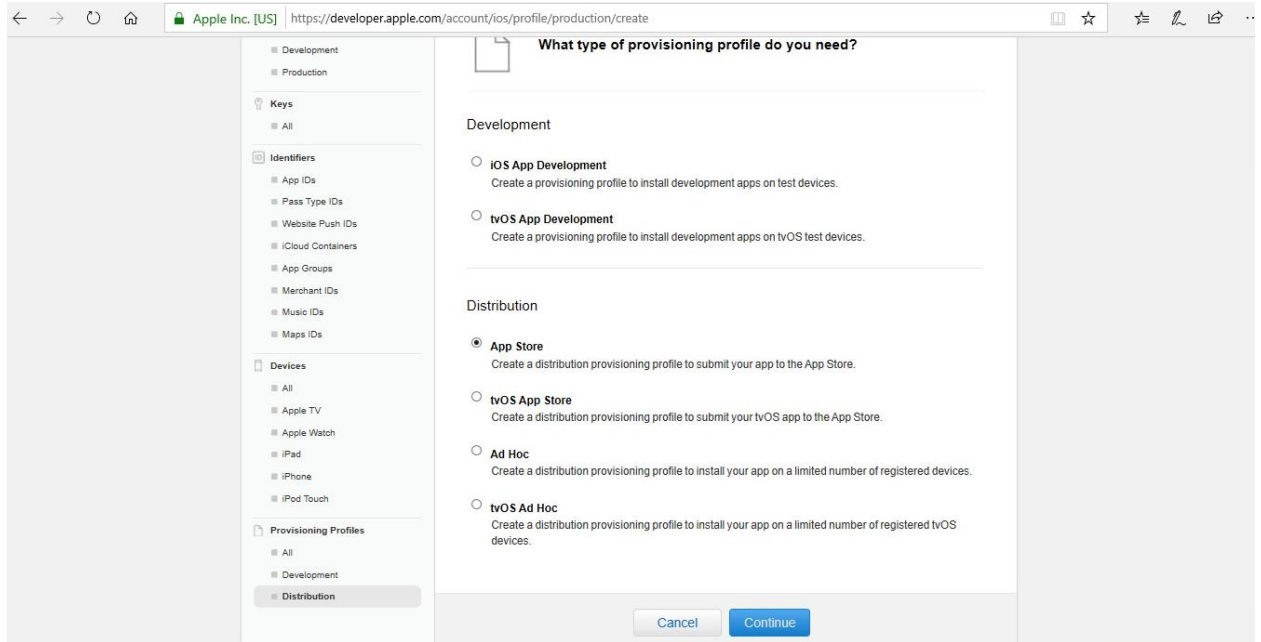 Apple Inc. [US] https://developer.apple.com/account/ios/profile/production/create
Development
Production
Keys
All
Identifiers
App IDs
Pass Type IDs
Website Push IDs
iCloud Containers
App Groups
Merchant IDs
Music IDs
Maps IDs
Devices
All
Apple TV
Apple Watch
iPad
iPhone
iPod Touch
Provisioning Profiles
All
Development
Distribution
What type of provisioning profile do you need?
Development
iOS App Development
Create a provisioning profile to install development apps on test devices.
tvOS App Development
Create a provisioning profile to install development apps on tvOS test devices.
Distribution
App Store
Create a distribution provisioning profile to submit your app to the App Store.
tvOS App Store
Create a distribution provisioning profile to submit your tvOS app to the App Store.
Ad Hoc
Create a distribution provisioning profile to install your app on a limited number of registered devices.
tvOS Ad Hoc
Create a distribution provisioning profile to install your app on a limited number of registered tvOS
devices.
Cancel
Continue